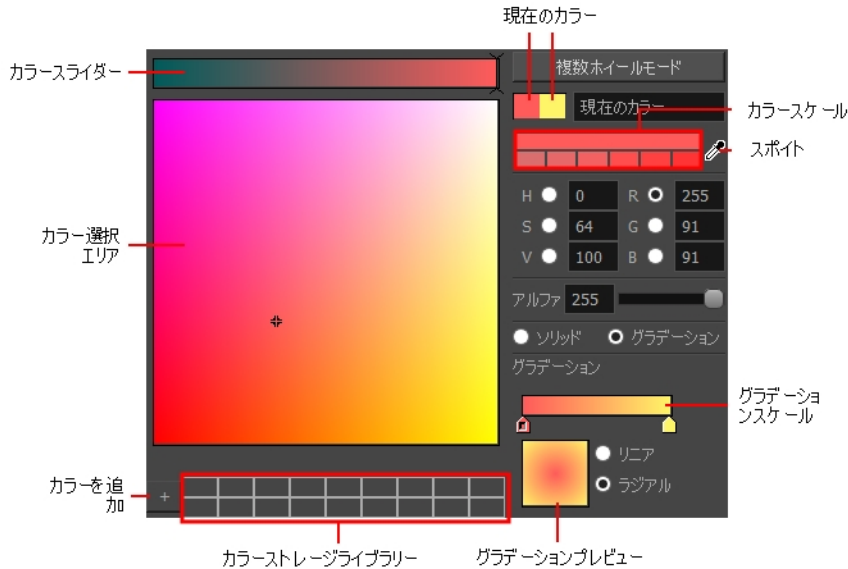 現在のカラー
カラースライダー
複数ホイールモード
現在のカラー
カラースケール
スポイト
H 0 R 255
S 64 G 91
V 100 B 91
カラー選択
エリア
アルファ 255
ソリッド グラデーション
グラデーション
グラデーショ
ンスケール
リニア
ラジアル
カラーを追
加
+
カラーストレージライブラリー
グラデーションプレビュー